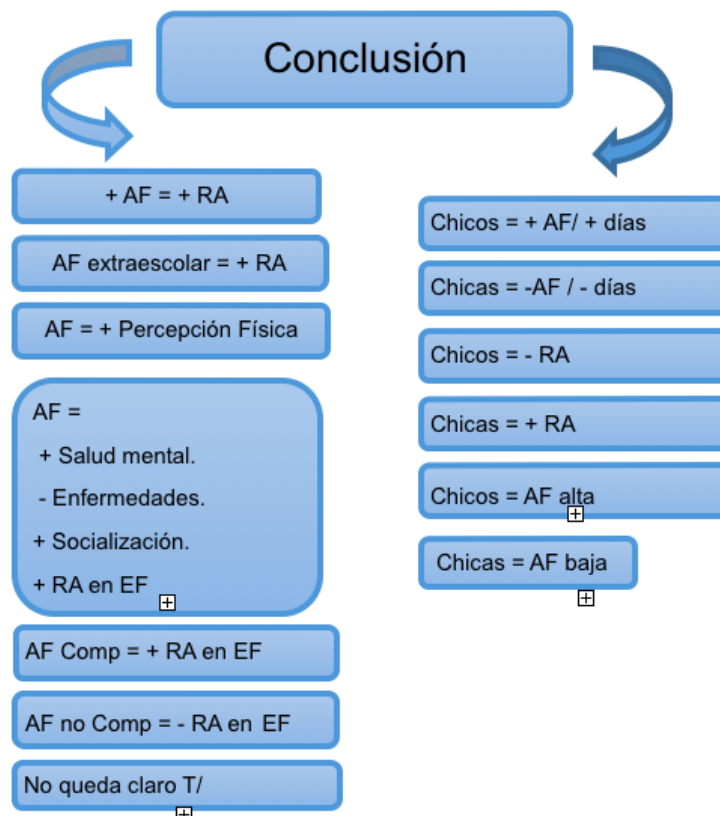 Conclusión
+ AF = + RA
AF extraescolar = + RA
AF = + Percepción Física
AF =
+ Salud mental.
- Enfermedades.
+ Socialización.
+ RA en EF
AF Comp = + RA en EF
AF no Comp = - RA en EF
No queda claro T/
Chicos = + AF/ + días
Chicas = -AF / - días
Chicos = - RA
Chicas = + RA
Chicos = AF alta
Chicas = AF baja